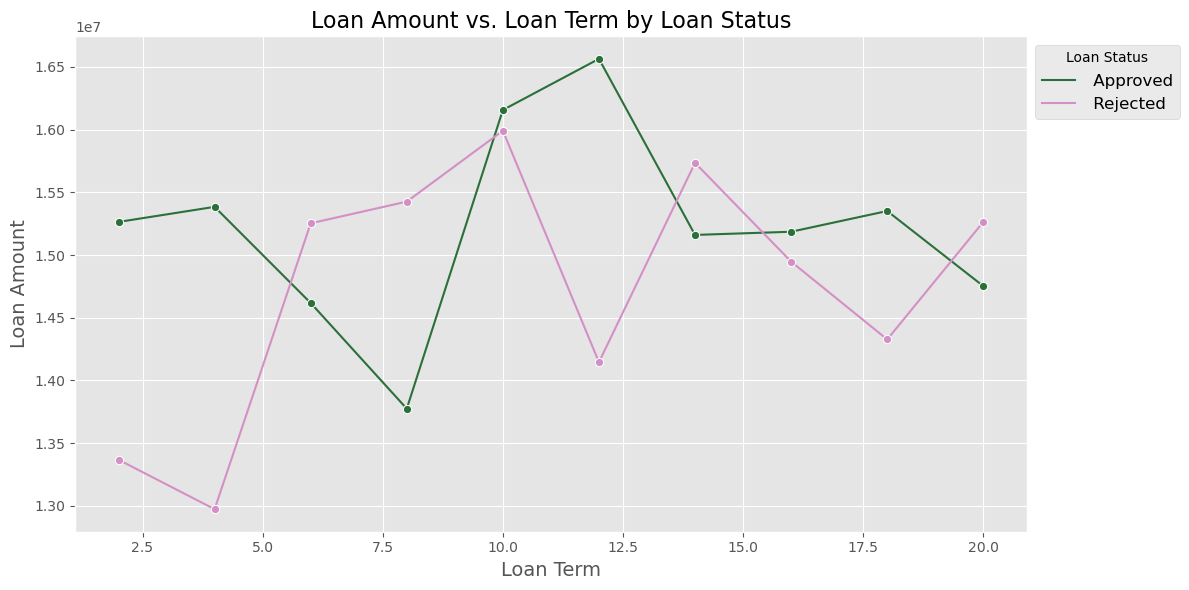 Loan Amount vs. Loan Term by Loan Status
1e7
Loan Amount
1.65
1.60
1.55
1.50
1.45
1.40
1.35
1.30
2.5 5.0 7.5 10.0 12.5 15.0 17.5 20.0
Loan Term
Loan Status
Approved
Rejected